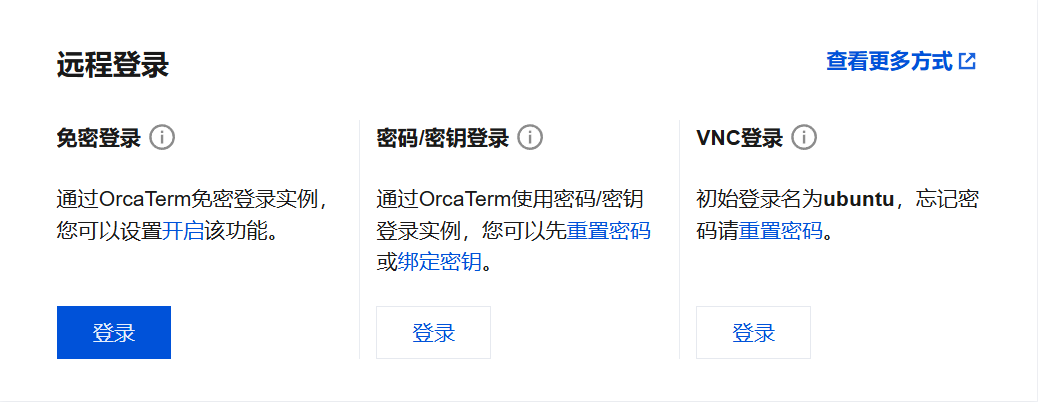 远程登录
查看更多方式
免密登录
通过OrcaTerm免密登录实例，
您可以设置开启该功能。
登录
密码/密钥登录
通过OrcaTerm使用密码/密钥
登录实例，您可以先重置密码
或绑定密钥。
登录
VNC登录
初始登录名为ubuntu，忘记密
码请重置密码。
登录